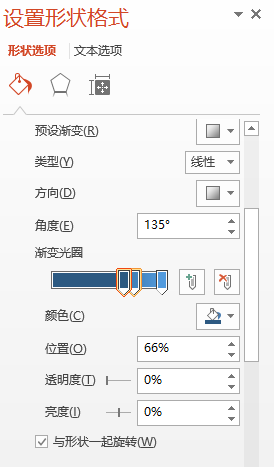 设置形状格式
形状选项 文本选项
预设渐变(R)
类型(Y) 线性
方向(D)
角度(E) 135°
渐变光圈
颜色(C)
位置(O) 66%
透明度(T) 0%
亮度(I) 0%
与形状一起旋转(W)